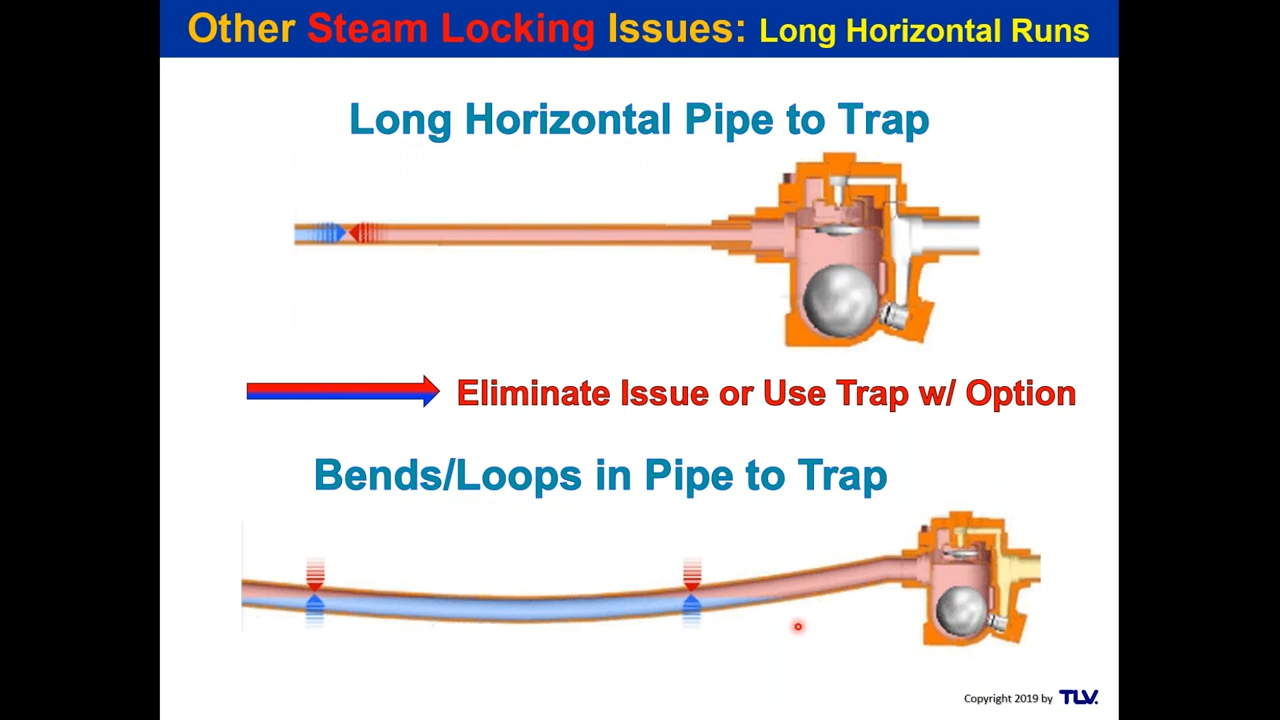 Other Steam Locking Issues: Long Horizontal Runs
Long Horizontal Pipe to Trap
Eliminate Issue or Use Trap w/ Option
Bends/Loops in Pipe to Trap
Copyright 2019 by TLV.